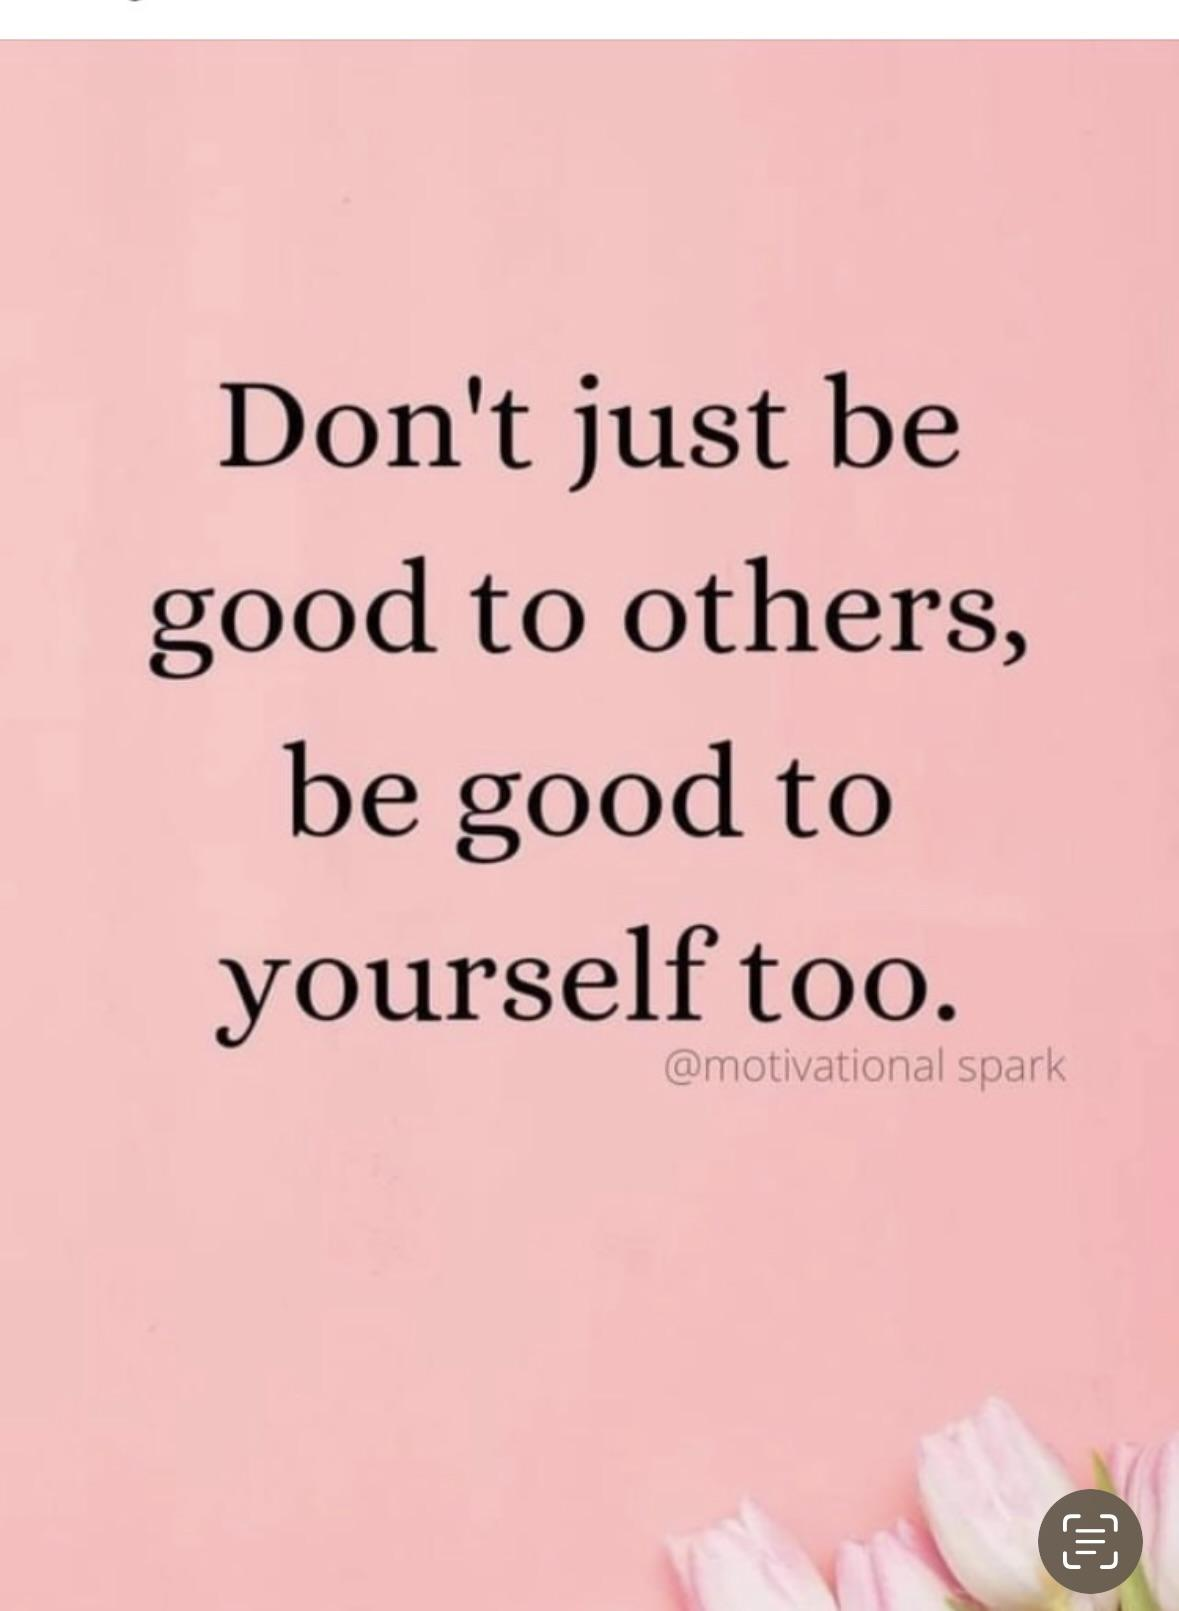 Don't just be
good to others,
be good to
yourself too.
@motivational spark